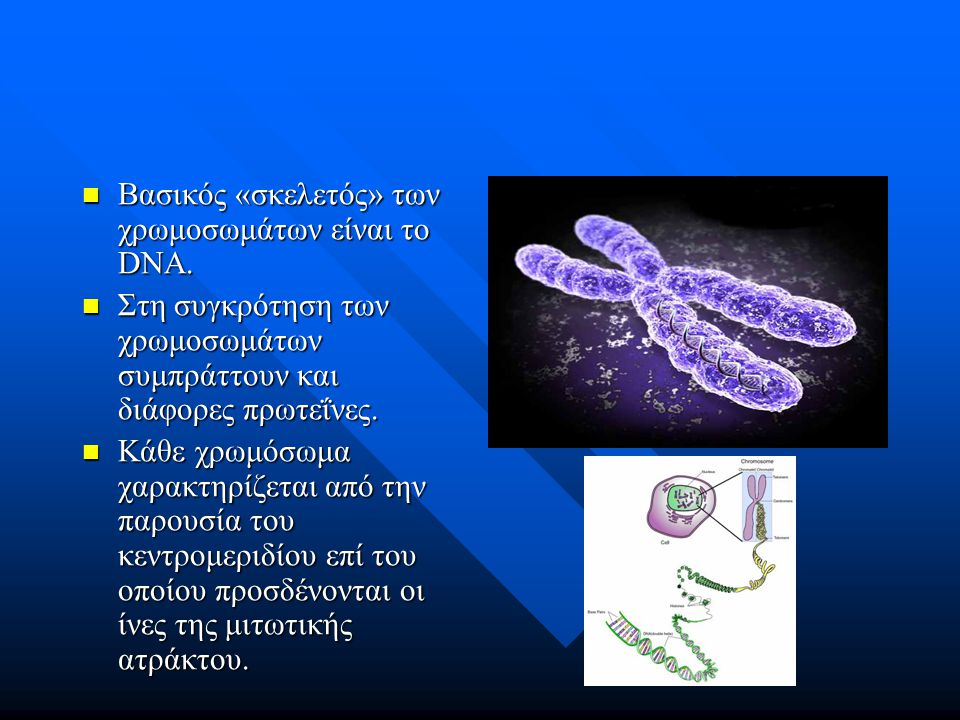 Βασικός «σκελετός» των
χρωμοσωμάτων είναι το
DNA.
Στη συγκρότηση των
χρωμοσωμάτων
συμπράττουν και
διάφορες πρωτεΐνες.
Κάθε χρωμόσωμα
χαρακτηρίζεται από την
παρουσία του
κεντρομεριδίου επί του
οποίου προσδένονται οι
ίνες της μιτωτικής
ατράκτου.
Chromosome
Chromatid Chromatid
Nucleus
Telomere
Centromere
Telomere
Cell
Histones
Base Pairs
DNA(double helix)